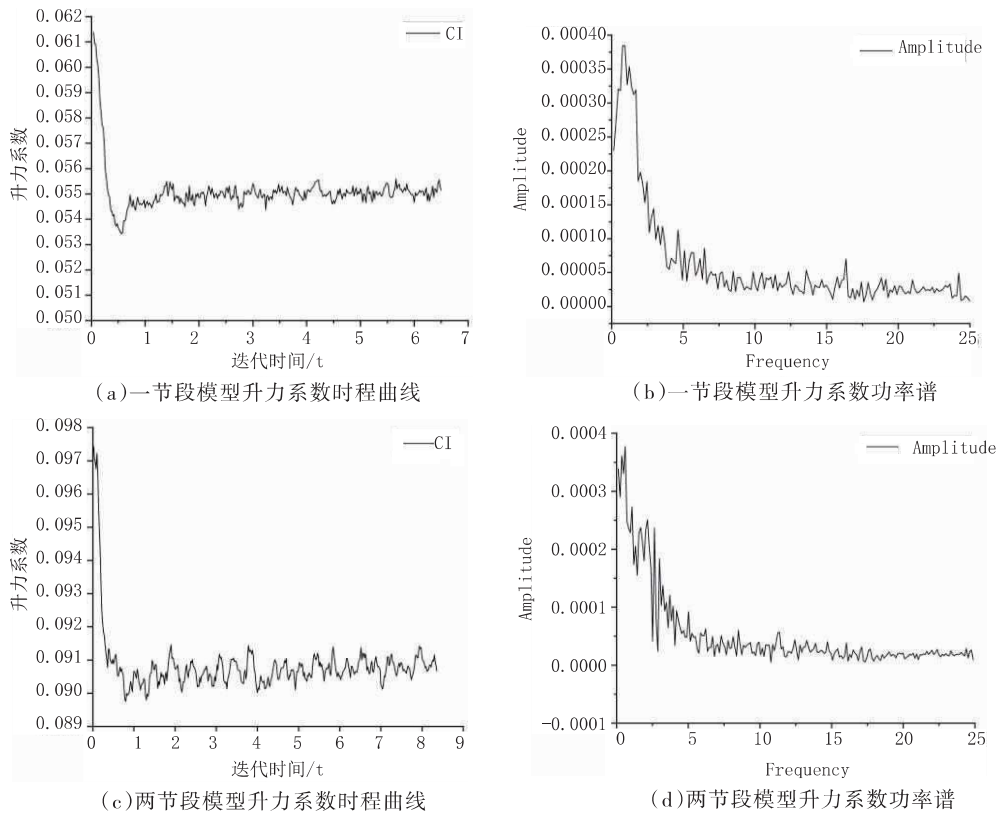 0.062
0.061
0.060
0.059
0.058
0.057
0.056
0.055
0.054
0.053
0.052
0.051
0.050
升力系数
CI
0 1 2 3 4 5 6 7
迭代时间/t
(a)一节段模型升力系数时程曲线
0.00040
0.00035
0.00030
0.00025
0.00020
0.00015
0.00010
0.00005
0.00000
Amplitude
Amplitude
0 5 10 15 20 25
Frequency
(b)一节段模型升力系数功率谱
0.098
0.097
0.096
0.095
0.094
0.093
0.092
0.091
0.090
0.089
升力系数
CI
0 1 2 3 4 5 6 7 8 9
迭代时间/t
(c)两节段模型升力系数时程曲线
0.0004
0.0003
0.0002
0.0001
0.0000
-0.0001
Amplitude
Amplitude
0 5 10 15 20 25
Frequency
(d)两节段模型升力系数功率谱